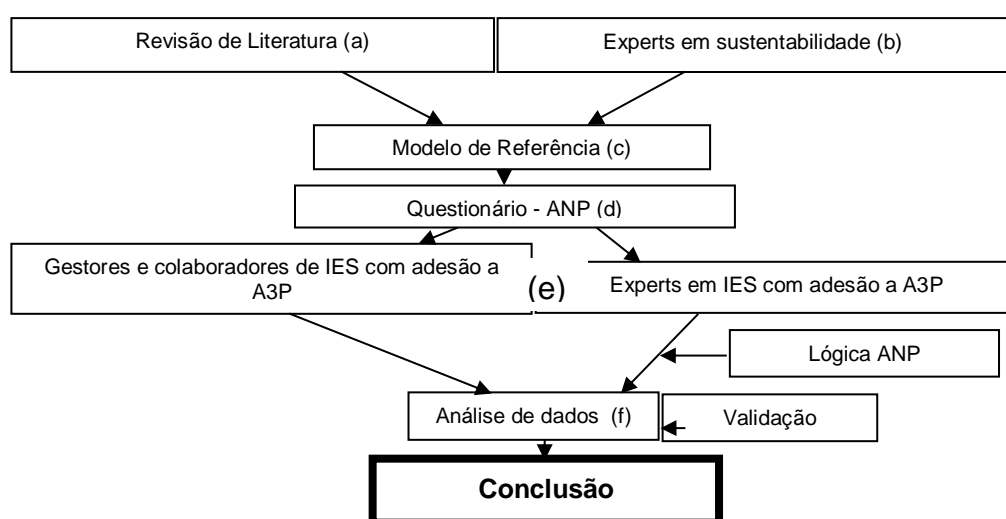 Revisão de Literatura (a)
Experts em sustentabilidade (b)
Modelo de Referência (c)
Questionário - ANP (d)
Gestores e colaboradores de IES com adesão a
A3P
(e)
Experts em IES com adesão a A3P
Lógica ANP
Análise de dados (f)
Validação
Conclusão